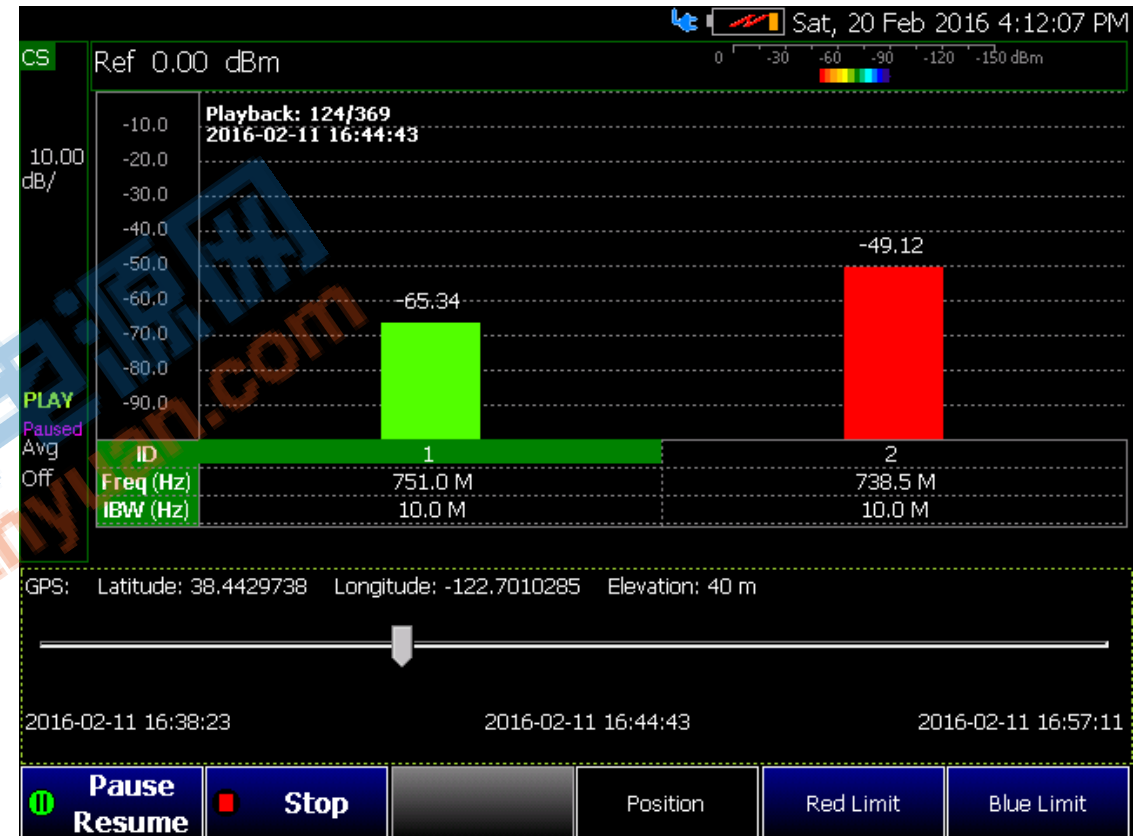 Sat, 20 Feb 2016 4:12:07 PM
CS
Ref 0.00 dBm
0 -30 -60 -90 -120 -150 dBm
Playback: 124/369
2016-02-11 16:44:43
10.00
dB/
-10.0
-20.0
-30.0
-40.0
-50.0
-60.0
-70.0
-80.0
-90.0
-65.34
-49.12
PLAY
Paused
Avg
Off
ID 1 2
Freq (Hz) 751.0 M 738.5 M
IBW (Hz) 10.0 M 10.0 M
GPS: Latitude: 38.4429738 Longitude: -122.7010285 Elevation: 40 m
2016-02-11 16:38:23 2016-02-11 16:44:43 2016-02-11 16:57:11
Pause
Resume
Stop
Position
Red Limit
Blue Limit
源网
nyuan.com